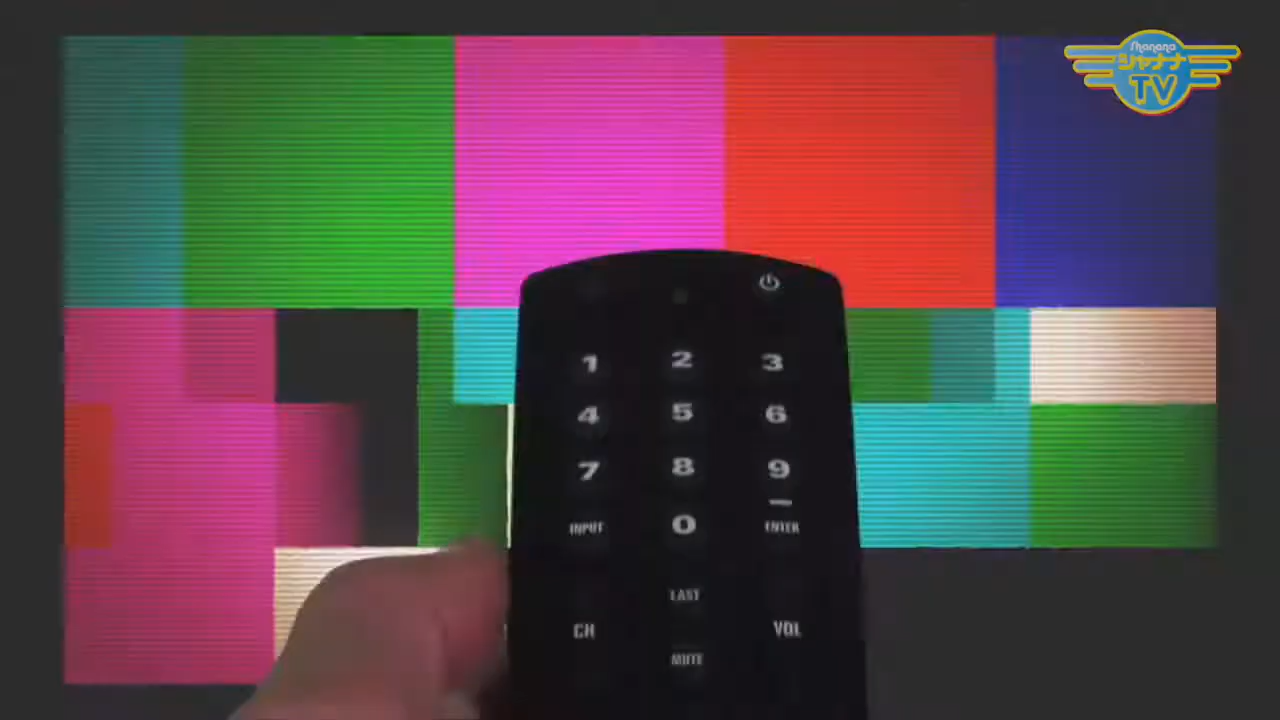 Shanana
シャナナ
TV
1 2 3
4 5 6
7 8 9
INPUT 0 — ENTER
LAST
CH VOL
MUTE